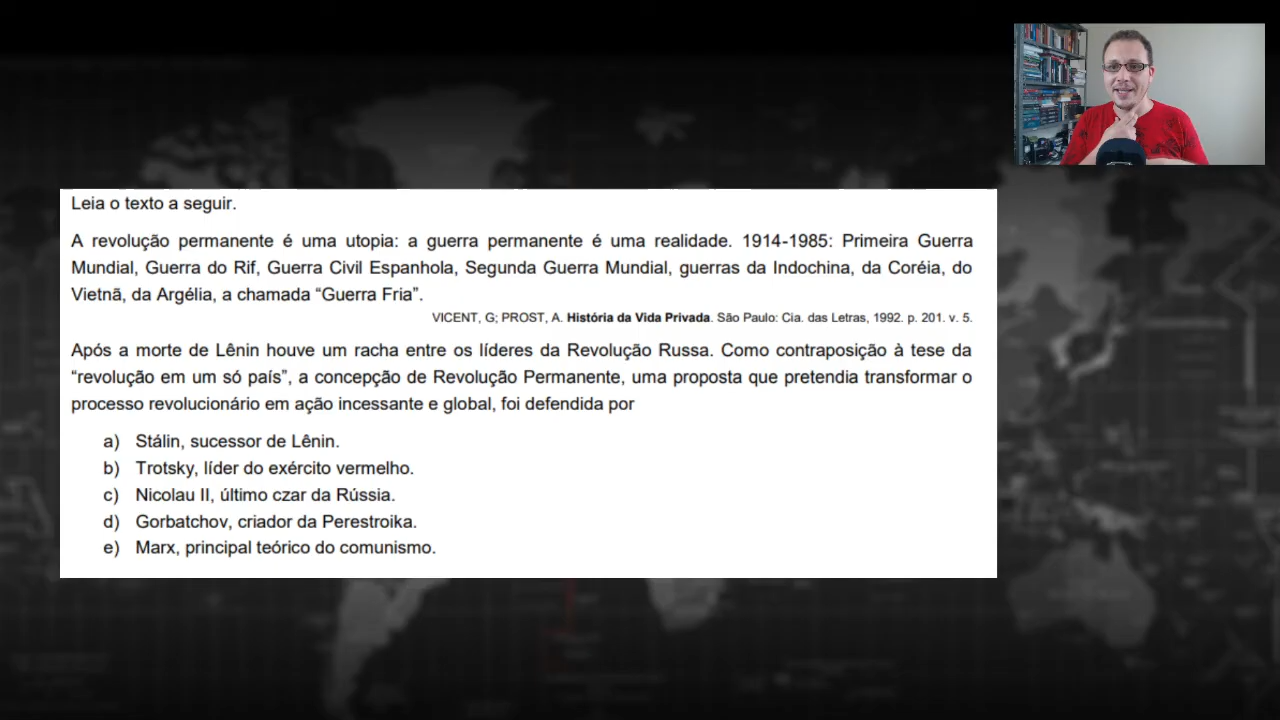 Leia o texto a seguir.
A revolução permanente é uma utopia: a guerra permanente é uma realidade. 1914-1985: Primeira Guerra
Mundial, Guerra do Rif, Guerra Civil Espanhola, Segunda Guerra Mundial, guerras da Indochina, da Coréia, do
Vietnã, da Argélia, a chamada “Guerra Fria”.
VICENT, G; PROST, A. História da Vida Privada. São Paulo: Cia. das Letras, 1992. p. 201. v. 5.
Após a morte de Lênin houve um racha entre os líderes da Revolução Russa. Como contraposição à tese da
“revolução em um só país”, a concepção de Revolução Permanente, uma proposta que pretendia transformar o
processo revolucionário em ação incessante e global, foi defendida por
a) Stálin, sucessor de Lênin.
b) Trotsky, líder do exército vermelho.
c) Nicolau II, último czar da Rússia.
d) Gorbatchov, criador da Perestroika.
e) Marx, principal teórico do comunismo.